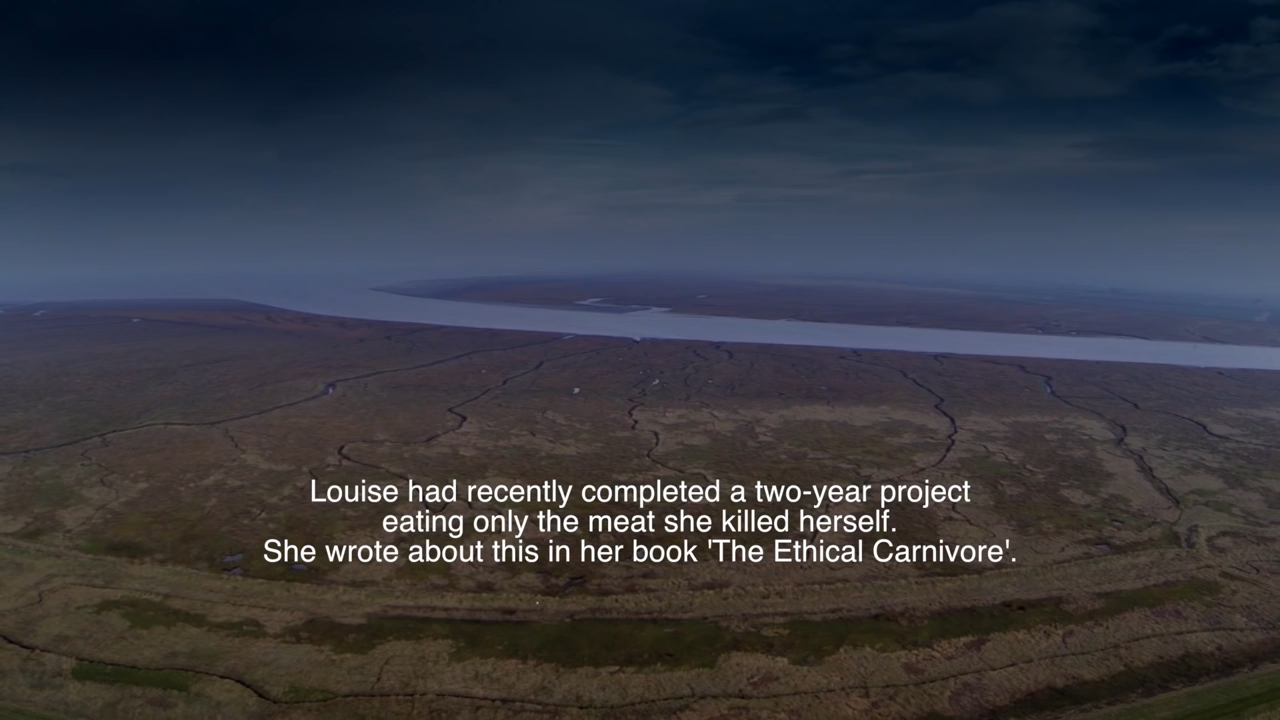 Louise had recently completed a two-year project
eating only the meat she killed herself.
She wrote about this in her book 'The Ethical Carnivore'.